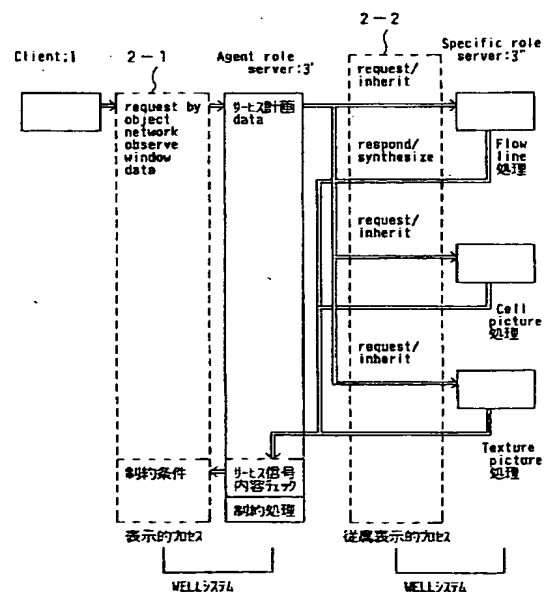 2-2
Client:1
2-1
Agent role
server:3'
Specific role
server:3"
request by
object
network
observe
window
data
サービス計画
data
request/
inherit
respond/
synthesize
Flow
line
処理
request/
inherit
Cell
picture
処理
request/
inherit
Texture
picture
処理
制約条件
サービス信号
内容チェック
制約処理
表示的プロセス
従属表示的プロセス
WELLシステム
WELLシステム